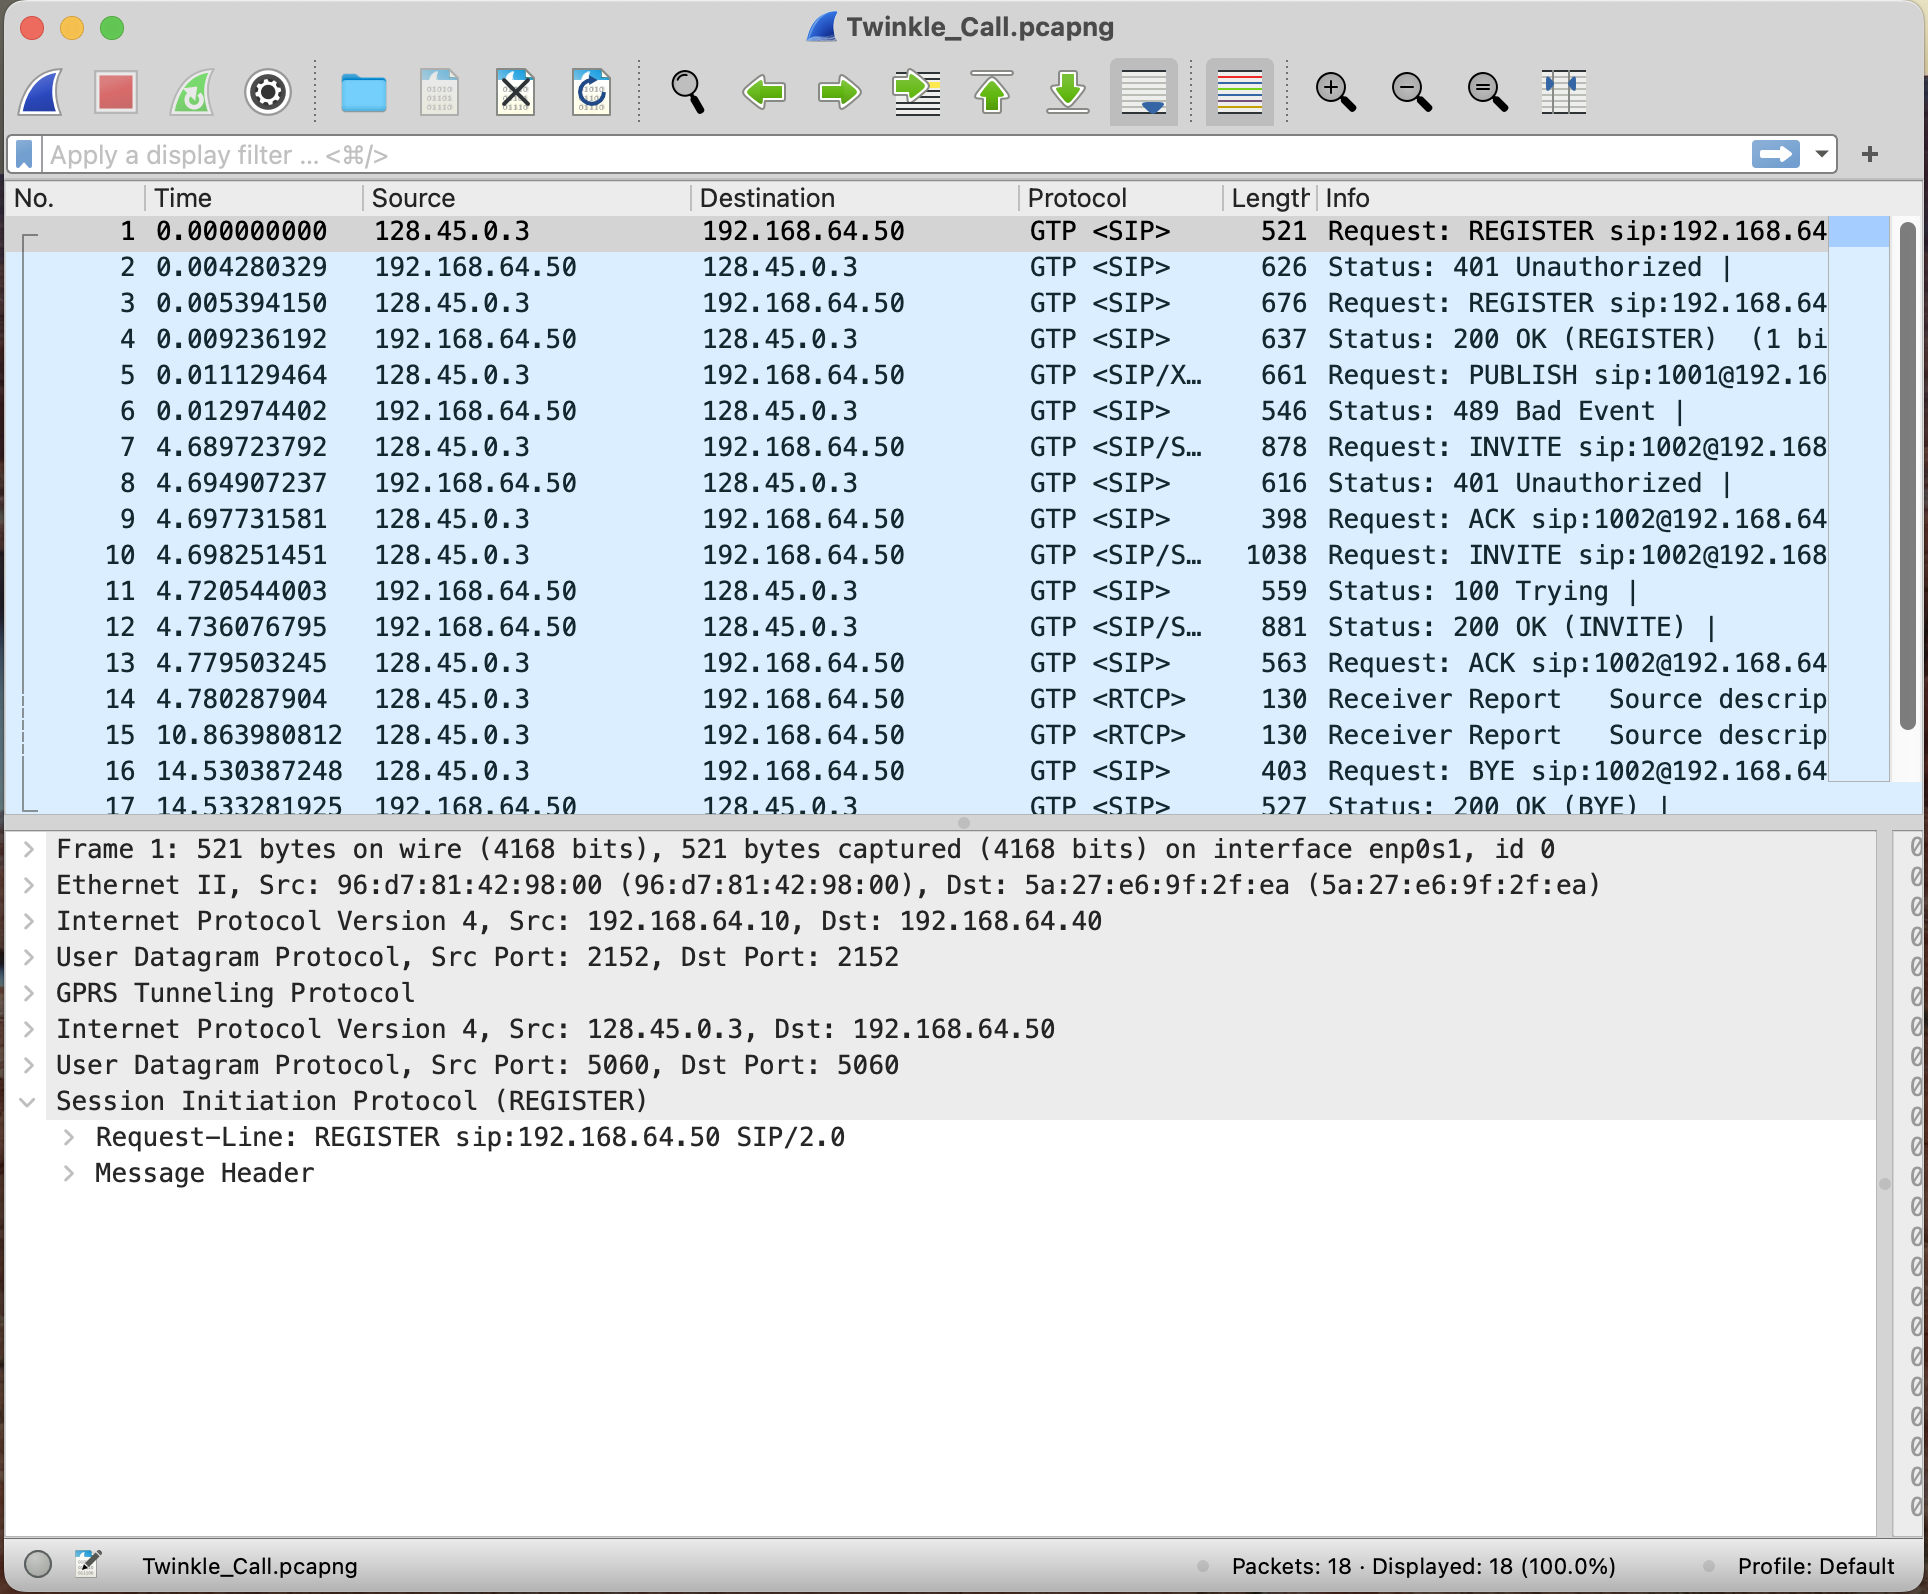 Twinkle_Call.pcapng
Apply a display filter ... <⌘/>
No. Time Source Destination Protocol Length Info
1 0.000000000 128.45.0.3 192.168.64.50 GTP <SIP> 521 Request: REGISTER sip:192.168.64
2 0.004280329 192.168.64.50 128.45.0.3 GTP <SIP> 626 Status: 401 Unauthorized |
3 0.005394150 128.45.0.3 192.168.64.50 GTP <SIP> 676 Request: REGISTER sip:192.168.64
4 0.009236192 192.168.64.50 128.45.0.3 GTP <SIP> 637 Status: 200 OK (REGISTER) (1 bi
5 0.011129464 128.45.0.3 192.168.64.50 GTP <SIP/X… 661 Request: PUBLISH sip:1001@192.16
6 0.012974402 192.168.64.50 128.45.0.3 GTP <SIP> 546 Status: 489 Bad Event |
7 4.689723792 128.45.0.3 192.168.64.50 GTP <SIP/S… 878 Request: INVITE sip:1002@192.168
8 4.694907237 192.168.64.50 128.45.0.3 GTP <SIP> 616 Status: 401 Unauthorized |
9 4.697731581 128.45.0.3 192.168.64.50 GTP <SIP> 398 Request: ACK sip:1002@192.168.64
10 4.698251451 128.45.0.3 192.168.64.50 GTP <SIP/S… 1038 Request: INVITE sip:1002@192.168
11 4.720544003 192.168.64.50 128.45.0.3 GTP <SIP> 559 Status: 100 Trying |
12 4.736076795 192.168.64.50 128.45.0.3 GTP <SIP/S… 881 Status: 200 OK (INVITE) |
13 4.779503245 128.45.0.3 192.168.64.50 GTP <SIP> 563 Request: ACK sip:1002@192.168.64
14 4.780287904 128.45.0.3 192.168.64.50 GTP <RTCP> 130 Receiver Report Source descrip
15 10.863980812 128.45.0.3 192.168.64.50 GTP <RTCP> 130 Receiver Report Source descrip
16 14.530387248 128.45.0.3 192.168.64.50 GTP <SIP> 403 Request: BYE sip:1002@192.168.64
17 14.533281925 192.168.64.50 128.45.0.3 GTP <SIP> 527 Status: 200 OK (BYE) |
Frame 1: 521 bytes on wire (4168 bits), 521 bytes captured (4168 bits) on interface enp0s1, id 0
Ethernet II, Src: 96:d7:81:42:98:00 (96:d7:81:42:98:00), Dst: 5a:27:e6:9f:2f:ea (5a:27:e6:9f:2f:ea)
Internet Protocol Version 4, Src: 192.168.64.10, Dst: 192.168.64.40
User Datagram Protocol, Src Port: 2152, Dst Port: 2152
GPRS Tunneling Protocol
Internet Protocol Version 4, Src: 128.45.0.3, Dst: 192.168.64.50
User Datagram Protocol, Src Port: 5060, Dst Port: 5060
Session Initiation Protocol (REGISTER)
Request-Line: REGISTER sip:192.168.64.50 SIP/2.0
Message Header
Twinkle_Call.pcapng
Packets: 18 · Displayed: 18 (100.0%)
Profile: Default